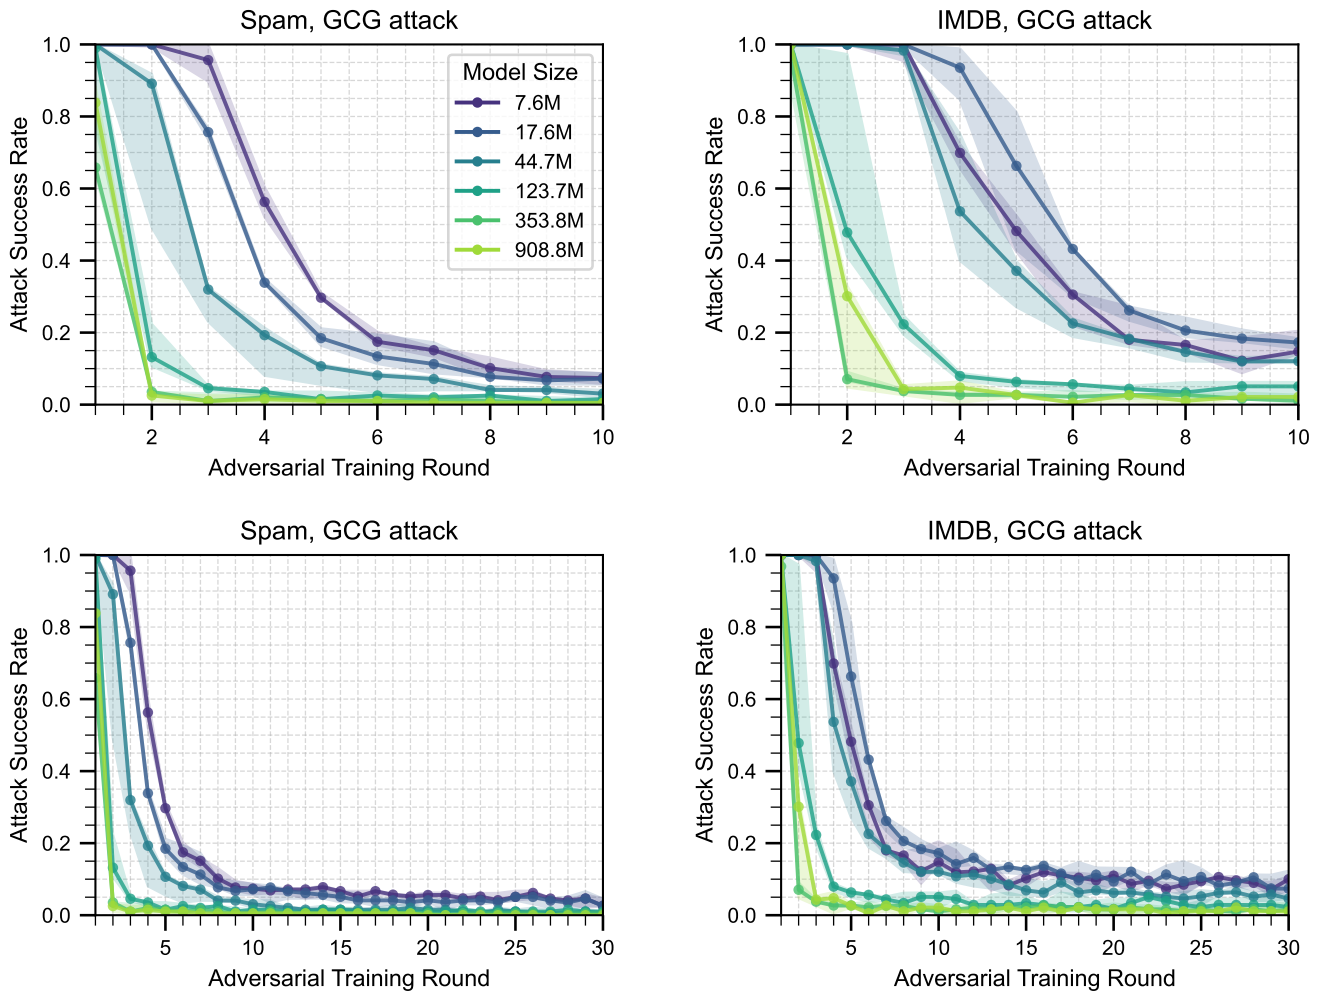 Spam, GCG attack
1.0
0.8
0.6
0.4
0.2
0.0
Attack Success Rate
2
4
6
8
10
Adversarial Training Round
Model Size
7.6M
17.6M
44.7M
123.7M
353.8M
908.8M
IMDB, GCG attack
1.0
0.8
0.6
0.4
0.2
0.0
Attack Success Rate
2
4
6
8
10
Adversarial Training Round
Spam, GCG attack
1.0
0.8
0.6
0.4
0.2
0.0
Attack Success Rate
5
10
15
20
25
30
Adversarial Training Round
IMDB, GCG attack
1.0
0.8
0.6
0.4
0.2
0.0
Attack Success Rate
5
10
15
20
25
30
Adversarial Training Round